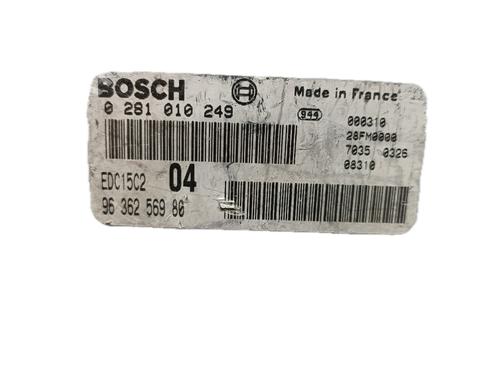 BOSCH Made in France
0 281 010 249 944 000310
28FM0000
7035 0326
08310
EDC15C2 04
96 362 569 80